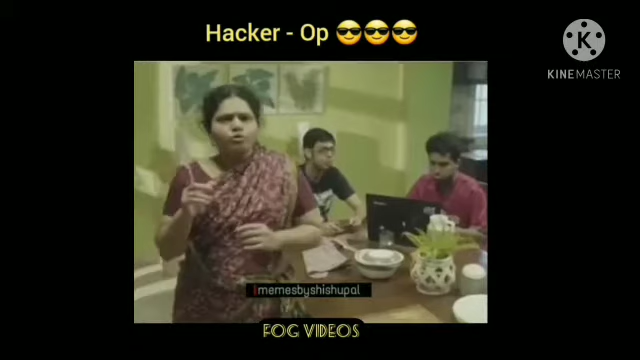 Hacker - Op 😎😎😎
K
KINEMASTER
memesbyshishupal
FOG VIDEOS